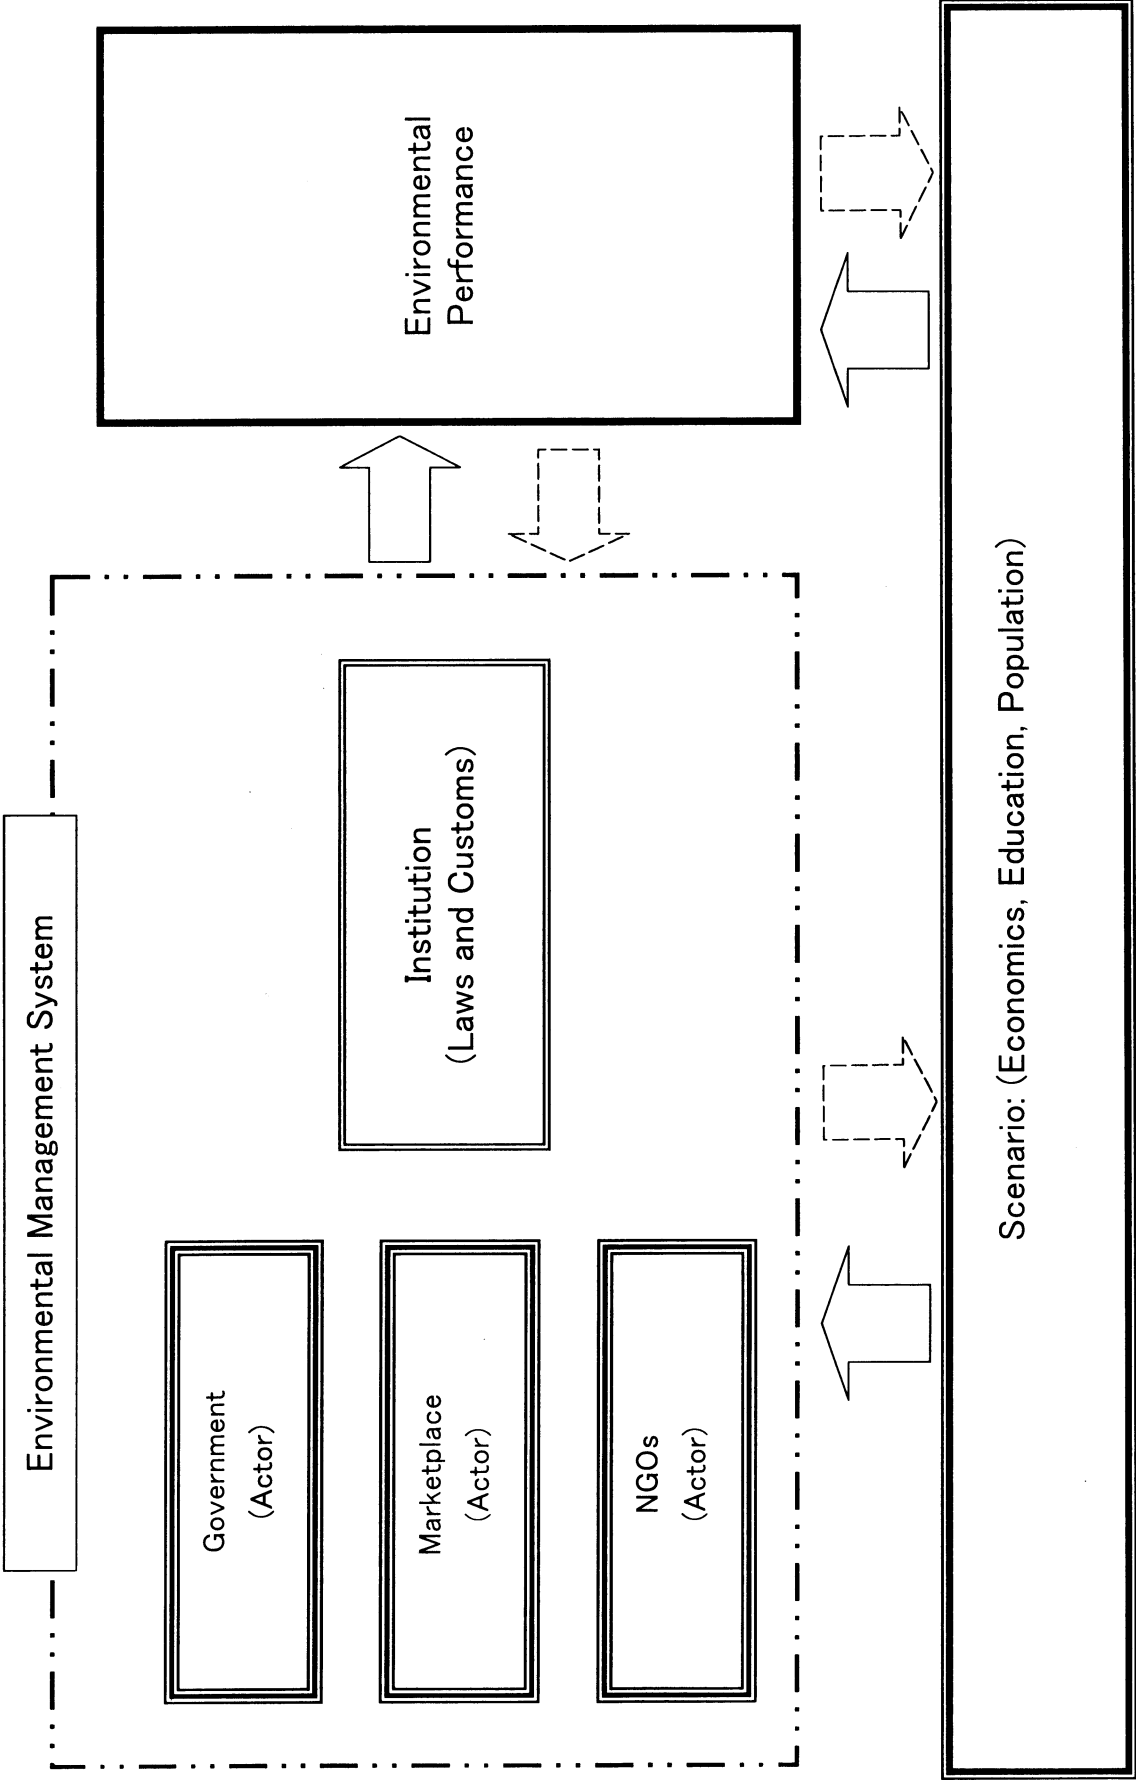 Environmental Management System
Government
(Actor)
Marketplace
(Actor)
NGOs
(Actor)
Institution
(Laws and Customs)
Environmental
Performance
Scenario: (Economics, Education, Population)